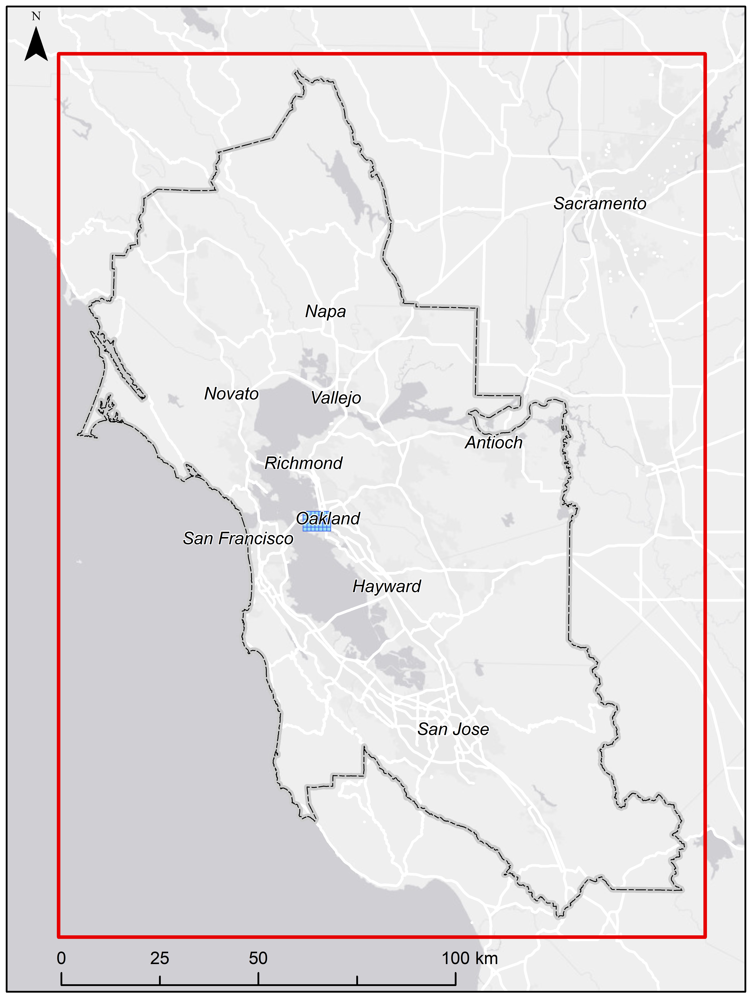 N
Sacramento
Napa
Novato
Vallejo
Antioch
Richmond
Oakland
San Francisco
Hayward
San Jose
0 25 50 100 km